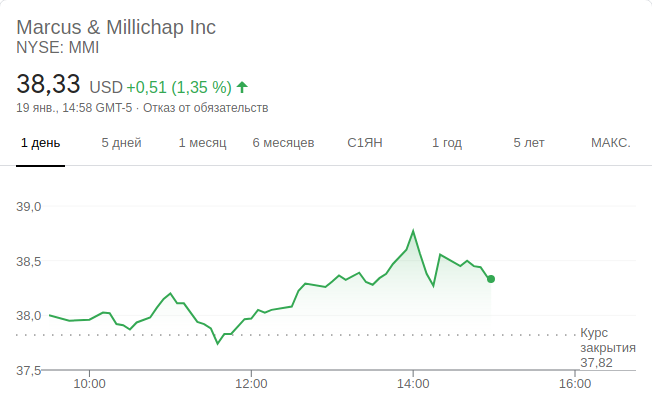 Marcus & Millichap Inc
NYSE: MMI
38,33 USD +0,51 (1,35 %)
19 янв., 14:58 GMT-5 · Отказ от обязательств
1 день 5 дней 1 месяц 6 месяцев С1ЯН 1 год 5 лет МАКС.
39,0
38,5
38,0
Курс
закрытия
37,82
37,5
10:00 12:00 14:00 16:00